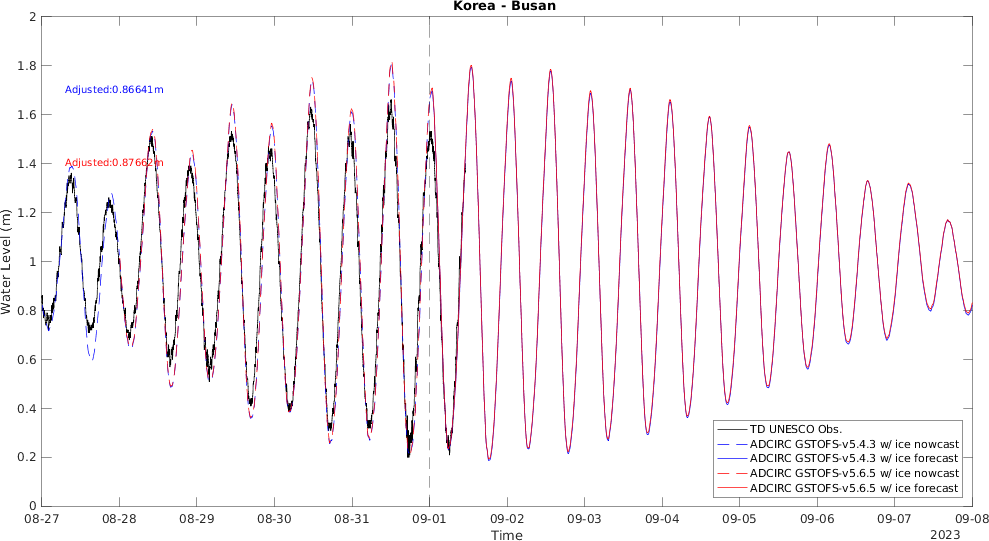 Korea - Busan
Water Level (m)
2
1.8
1.6
1.4
1.2
1
0.8
0.6
0.4
0.2
0
Adjusted:0.86641m
Adjusted:0.87662m
TD UNESCO Obs.
ADCIRC GSTOFS-v5.4.3 w/ ice nowcast
ADCIRC GSTOFS-v5.4.3 w/ ice forecast
ADCIRC GSTOFS-v5.6.5 w/ ice nowcast
ADCIRC GSTOFS-v5.6.5 w/ ice forecast
08-27 08-28 08-29 08-30 08-31 09-01 09-02 09-03 09-04 09-05 09-06 09-07 09-08
Time
2023